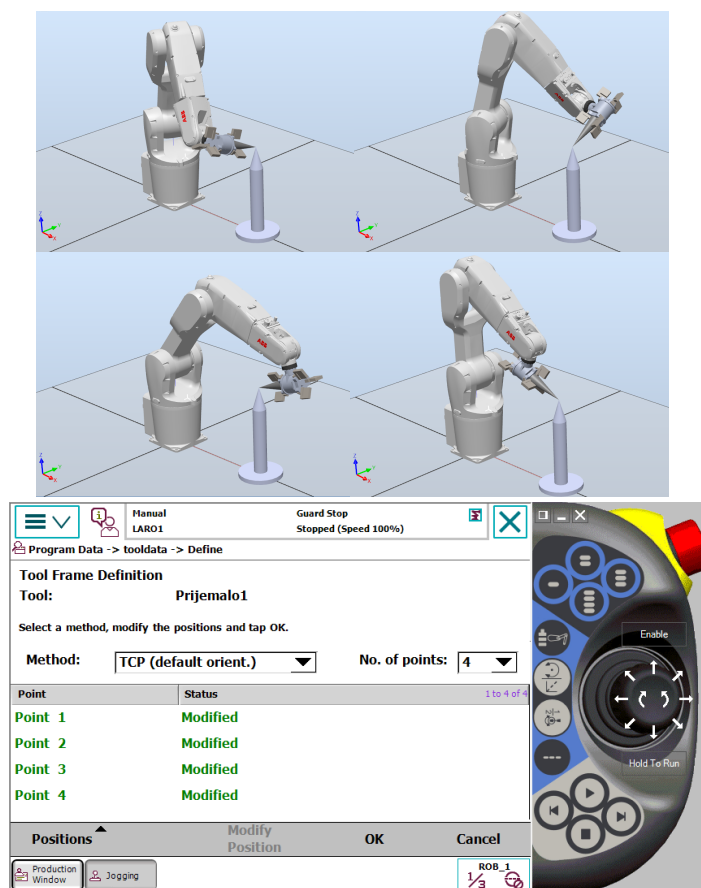 ABB
ABB
ABB
Manual
Guard Stop
LARO1
Stopped (Speed 100%)
Program Data -> tooldata -> Define
Tool Frame Definition
Tool: Prijemalo1
Select a method, modify the positions and tap OK.
Method: TCP (default orient.) No. of points: 4
Point Status 1 to 4 of 4
Point 1 Modified
Point 2 Modified
Point 3 Modified
Point 4 Modified
Positions Modify Position OK Cancel
Production Window Jogging ROB_1 1/3
Enable
Hold To Run